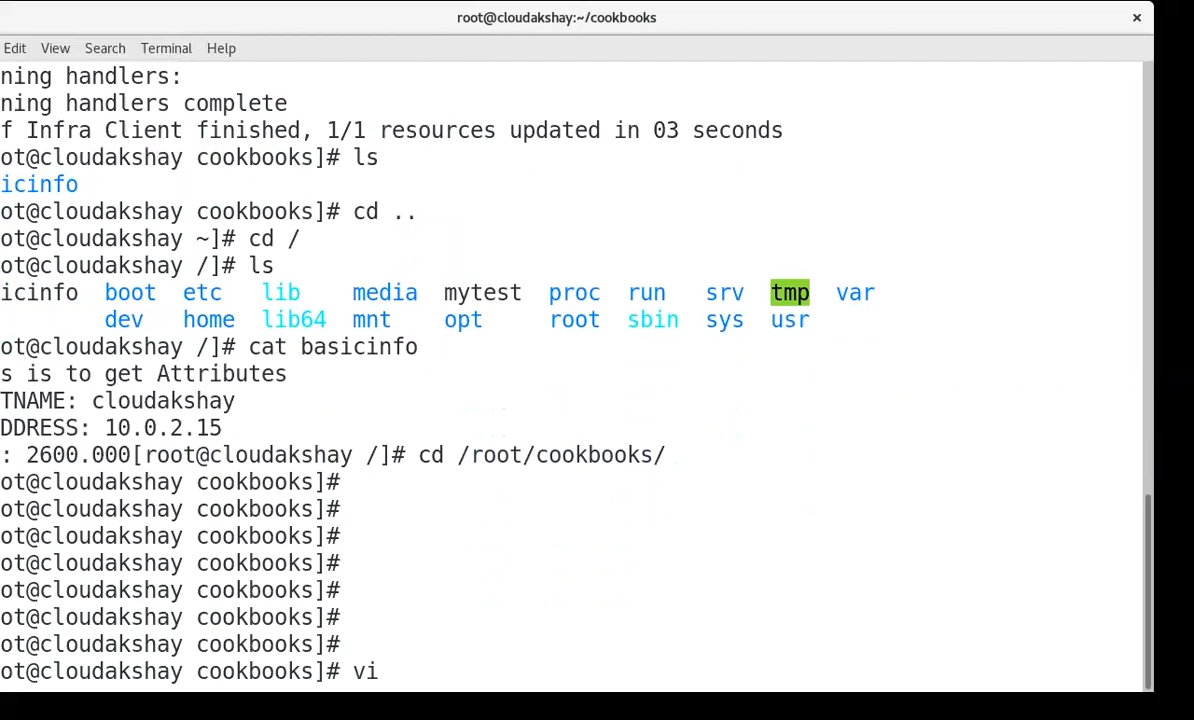 root@cloudakshay:~/cookbooks ×
Edit View Search Terminal Help
ning handlers:
ning handlers complete
f Infra Client finished, 1/1 resources updated in 03 seconds
ot@cloudakshay cookbooks]# ls
icinfo
ot@cloudakshay cookbooks]# cd ..
ot@cloudakshay ~]# cd /
ot@cloudakshay /]# ls
icinfo boot etc lib media mytest proc run srv tmp var
dev home lib64 mnt opt root sbin sys usr
ot@cloudakshay /]# cat basicinfo
s is to get Attributes
TNAME: cloudakshay
DDRESS: 10.0.2.15
: 2600.000[root@cloudakshay /]# cd /root/cookbooks/
ot@cloudakshay cookbooks]#
ot@cloudakshay cookbooks]#
ot@cloudakshay cookbooks]#
ot@cloudakshay cookbooks]#
ot@cloudakshay cookbooks]#
ot@cloudakshay cookbooks]#
ot@cloudakshay cookbooks]#
ot@cloudakshay cookbooks]# vi